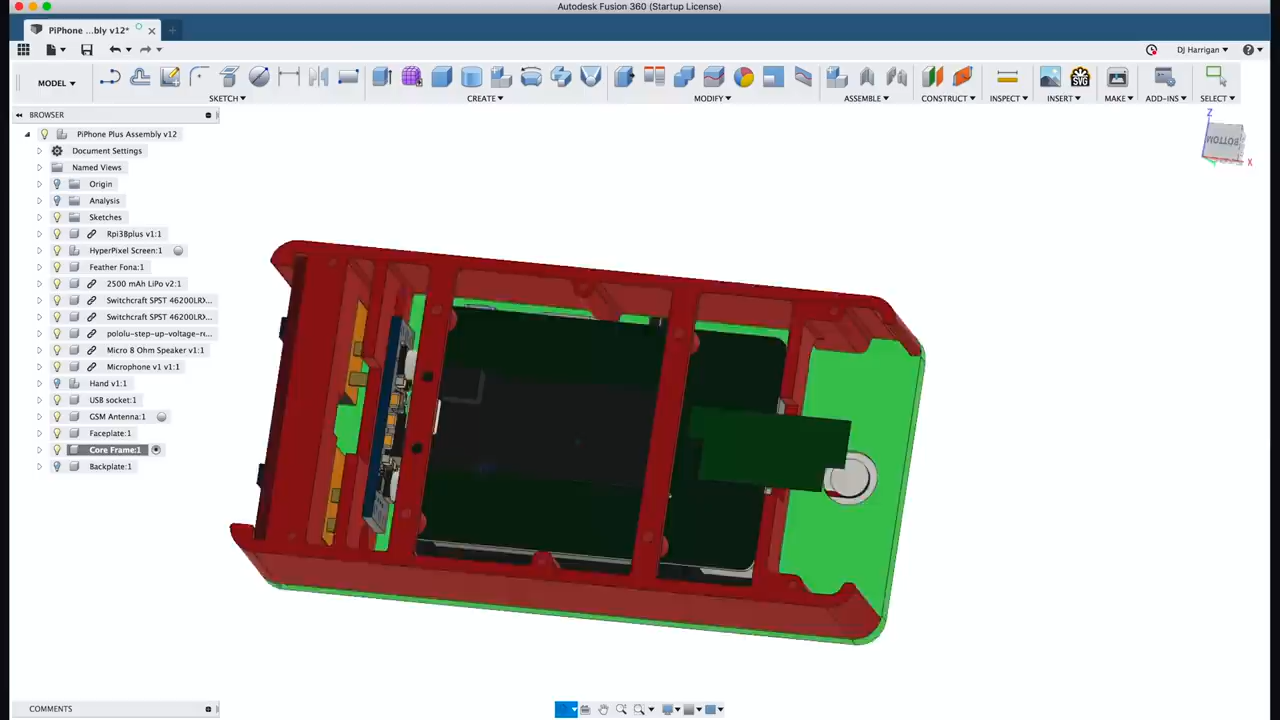 Autodesk Fusion 360 (Startup License)
PiPhone ...bly v12*
DJ Harrigan
MODEL
SKETCH
CREATE
MODIFY
ASSEMBLE
CONSTRUCT
INSPECT
INSERT
MAKE
ADD-INS
SELECT
SVG
BROWSER
PiPhone Plus Assembly v12
Document Settings
Named Views
Origin
Analysis
Sketches
Rpi3Bplus v1:1
HyperPixel Screen:1
Feather Fona:1
2500 mAh LiPo v2:1
Switchcraft SPST 46200LRX...
Switchcraft SPST 46200LRX...
pololu-step-up-voltage-re...
Micro 8 Ohm Speaker v1:1
Microphone v1 v1:1
Hand v1:1
USB socket:1
GSM Antenna:1
Faceplate:1
Core Frame:1
Backplate:1
Z
BOTTOM
X
COMMENTS